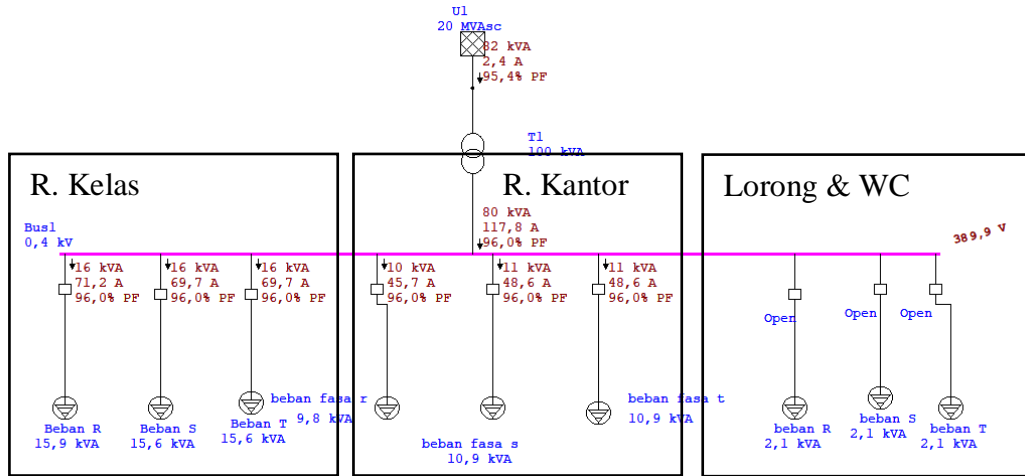 U1
20 MVAsc
82 kVA
2,4 A
95,4% PF
T1
100 kVA
R. Kelas
R. Kantor
Lorong & WC
Bus1
0,4 kV
80 kVA
117,8 A
96,0% PF
389,9 V
16 kVA
71,2 A
96,0% PF
16 kVA
69,7 A
96,0% PF
16 kVA
69,7 A
96,0% PF
10 kVA
45,7 A
96,0% PF
11 kVA
48,6 A
96,0% PF
11 kVA
48,6 A
96,0% PF
Open
Open
Open
Beban R
15,9 kVA
Beban S
15,6 kVA
Beban T
15,6 kVA
beban fasa r
9,8 kVA
beban fasa s
10,9 kVA
beban fasa t
10,9 kVA
beban R
2,1 kVA
beban S
2,1 kVA
beban T
2,1 kVA